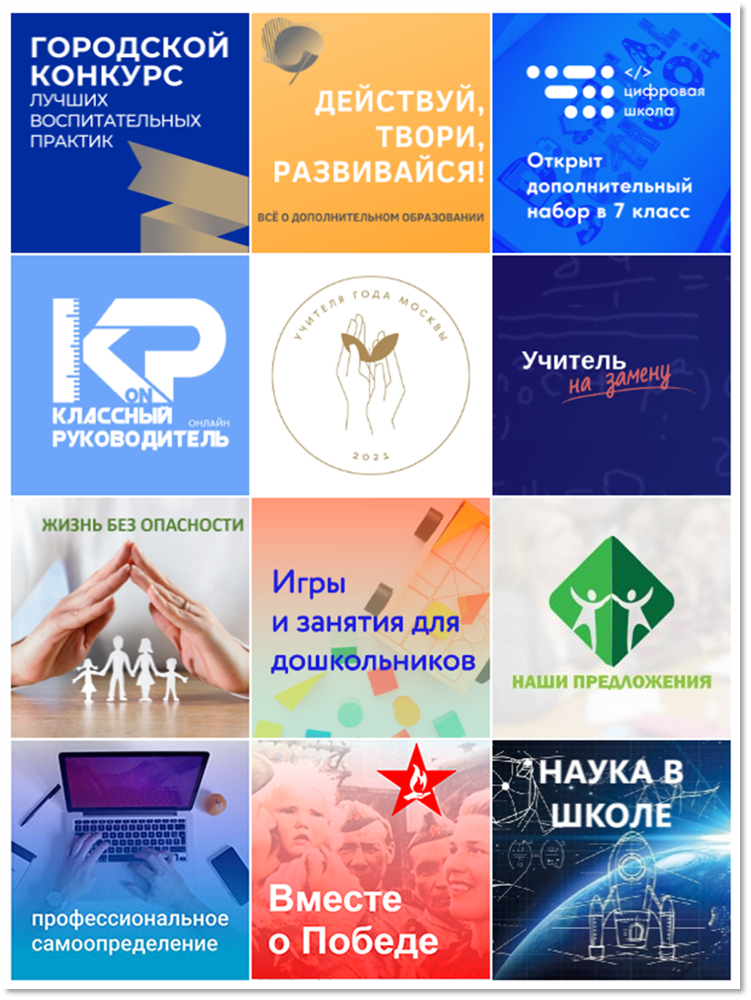 ГОРОДСКОЙ
КОНКУРС
ЛУЧШИХ
ВОСПИТАТЕЛЬНЫХ
ПРАКТИК
ДЕЙСТВУЙ,
ТВОРИ,
РАЗВИВАЙСЯ!
ВСЁ О ДОПОЛНИТЕЛЬНОМ ОБРАЗОВАНИИ
</>
цифровая
школа
Открыт
дополнительный
набор в 7 класс
КР
ON
КЛАССНЫЙ
ОНЛАЙН
РУКОВОДИТЕЛЬ
УЧИТЕЛЯ ГОДА МОСКВЫ
2021
Учитель
на замену
ЖИЗНЬ БЕЗ ОПАСНОСТИ
Игры
и занятия для
дошкольников
НАШИ ПРЕДЛОЖЕНИЯ
профессиональное
самоопределение
Вместе
о Победе
НАУКА В
ШКОЛЕ